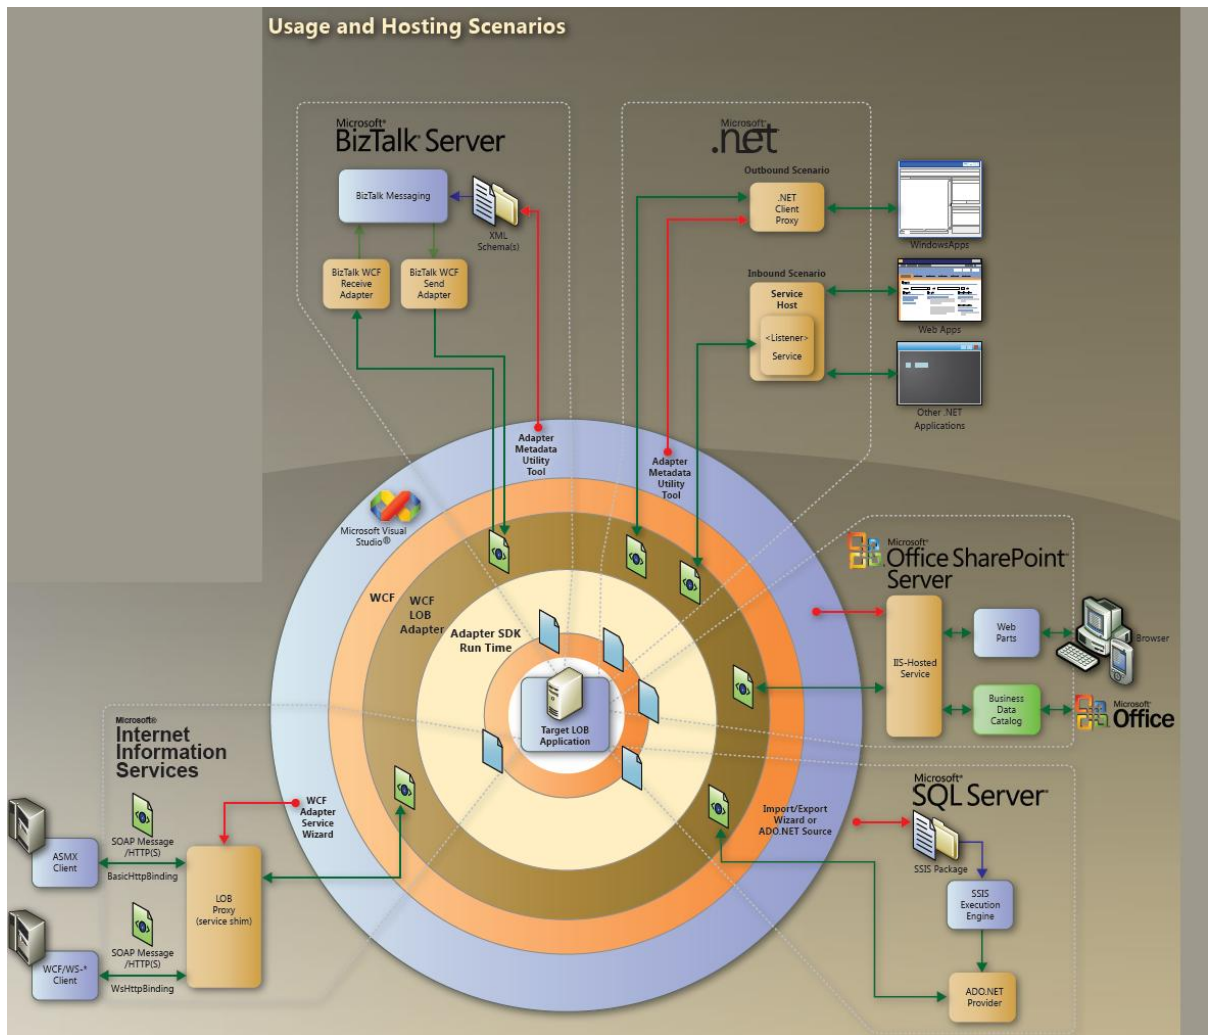 Usage and Hosting Scenarios
Microsoft®
BizTalk® Server
BizTalk Messaging
XML
Schema(s)
BizTalk WCF
Receive
Adapter
BizTalk WCF
Send
Adapter
Microsoft®
.net
Outbound Scenario
.NET
Client
Proxy
WindowsApps
Inbound Scenario
Service
Host
<Listener>
Service
Web Apps
Other .NET
Applications
Adapter
Metadata
Utility
Tool
Adapter
Metadata
Utility
Tool
Microsoft Visual
Studio®
WCF
WCF
LOB
Adapter
Adapter SDK
Run Time
Target LOB
Application
Microsoft®
Office SharePoint®
Server
IIS-Hosted
Service
Web
Parts
Browser
Business
Data
Catalog
Microsoft®
Office
Microsoft®
Internet
Information
Services
WCF
Adapter
Service
Wizard
SOAP Message
/HTTP(S)
ASMX
Client
BasicHttpBinding
LOB
Proxy
(service shim)
SOAP Message
/HTTP(S)
WCF/WS-*
Client
WsHttpBinding
Import/Export
Wizard or
ADO.NET Source
Microsoft®
SQL Server®
SSIS Package
SSIS
Execution
Engine
ADO.NET
Provider